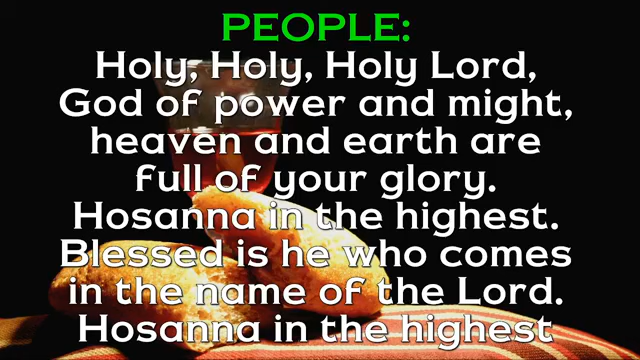 PEOPLE:
Holy, Holy, Holy Lord,
God of power and might,
heaven and earth are
full of your glory.
Hosanna in the highest.
Blessed is he who comes
in the name of the Lord.
Hosanna in the highest